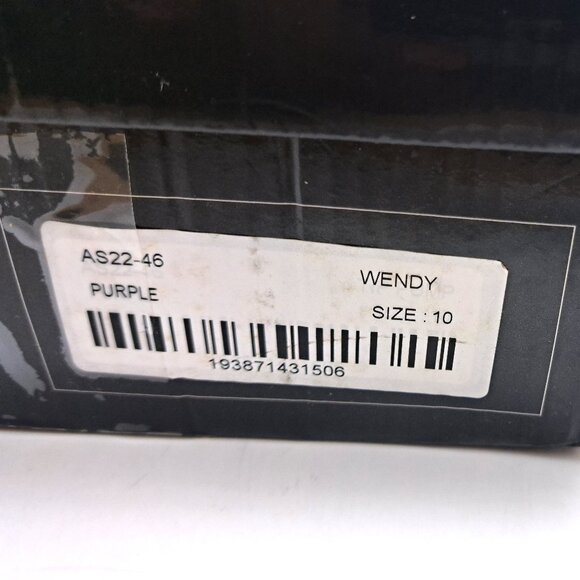 AS22-46
WENDY
PURPLE
SIZE : 10
193871431506